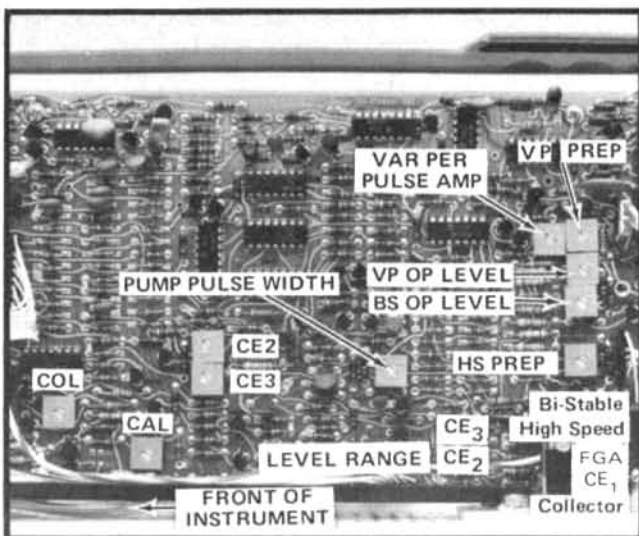 VAR PER
PULSE AMP
VP PREP
PUMP PULSE WIDTH
VP OP LEVEL
BS OP LEVEL
CE2
CE3
HS PREP
COL
CAL
LEVEL RANGE
CE3
CE2
Bi-Stable
High Speed
FGA
CE1
Collector
FRONT OF
INSTRUMENT